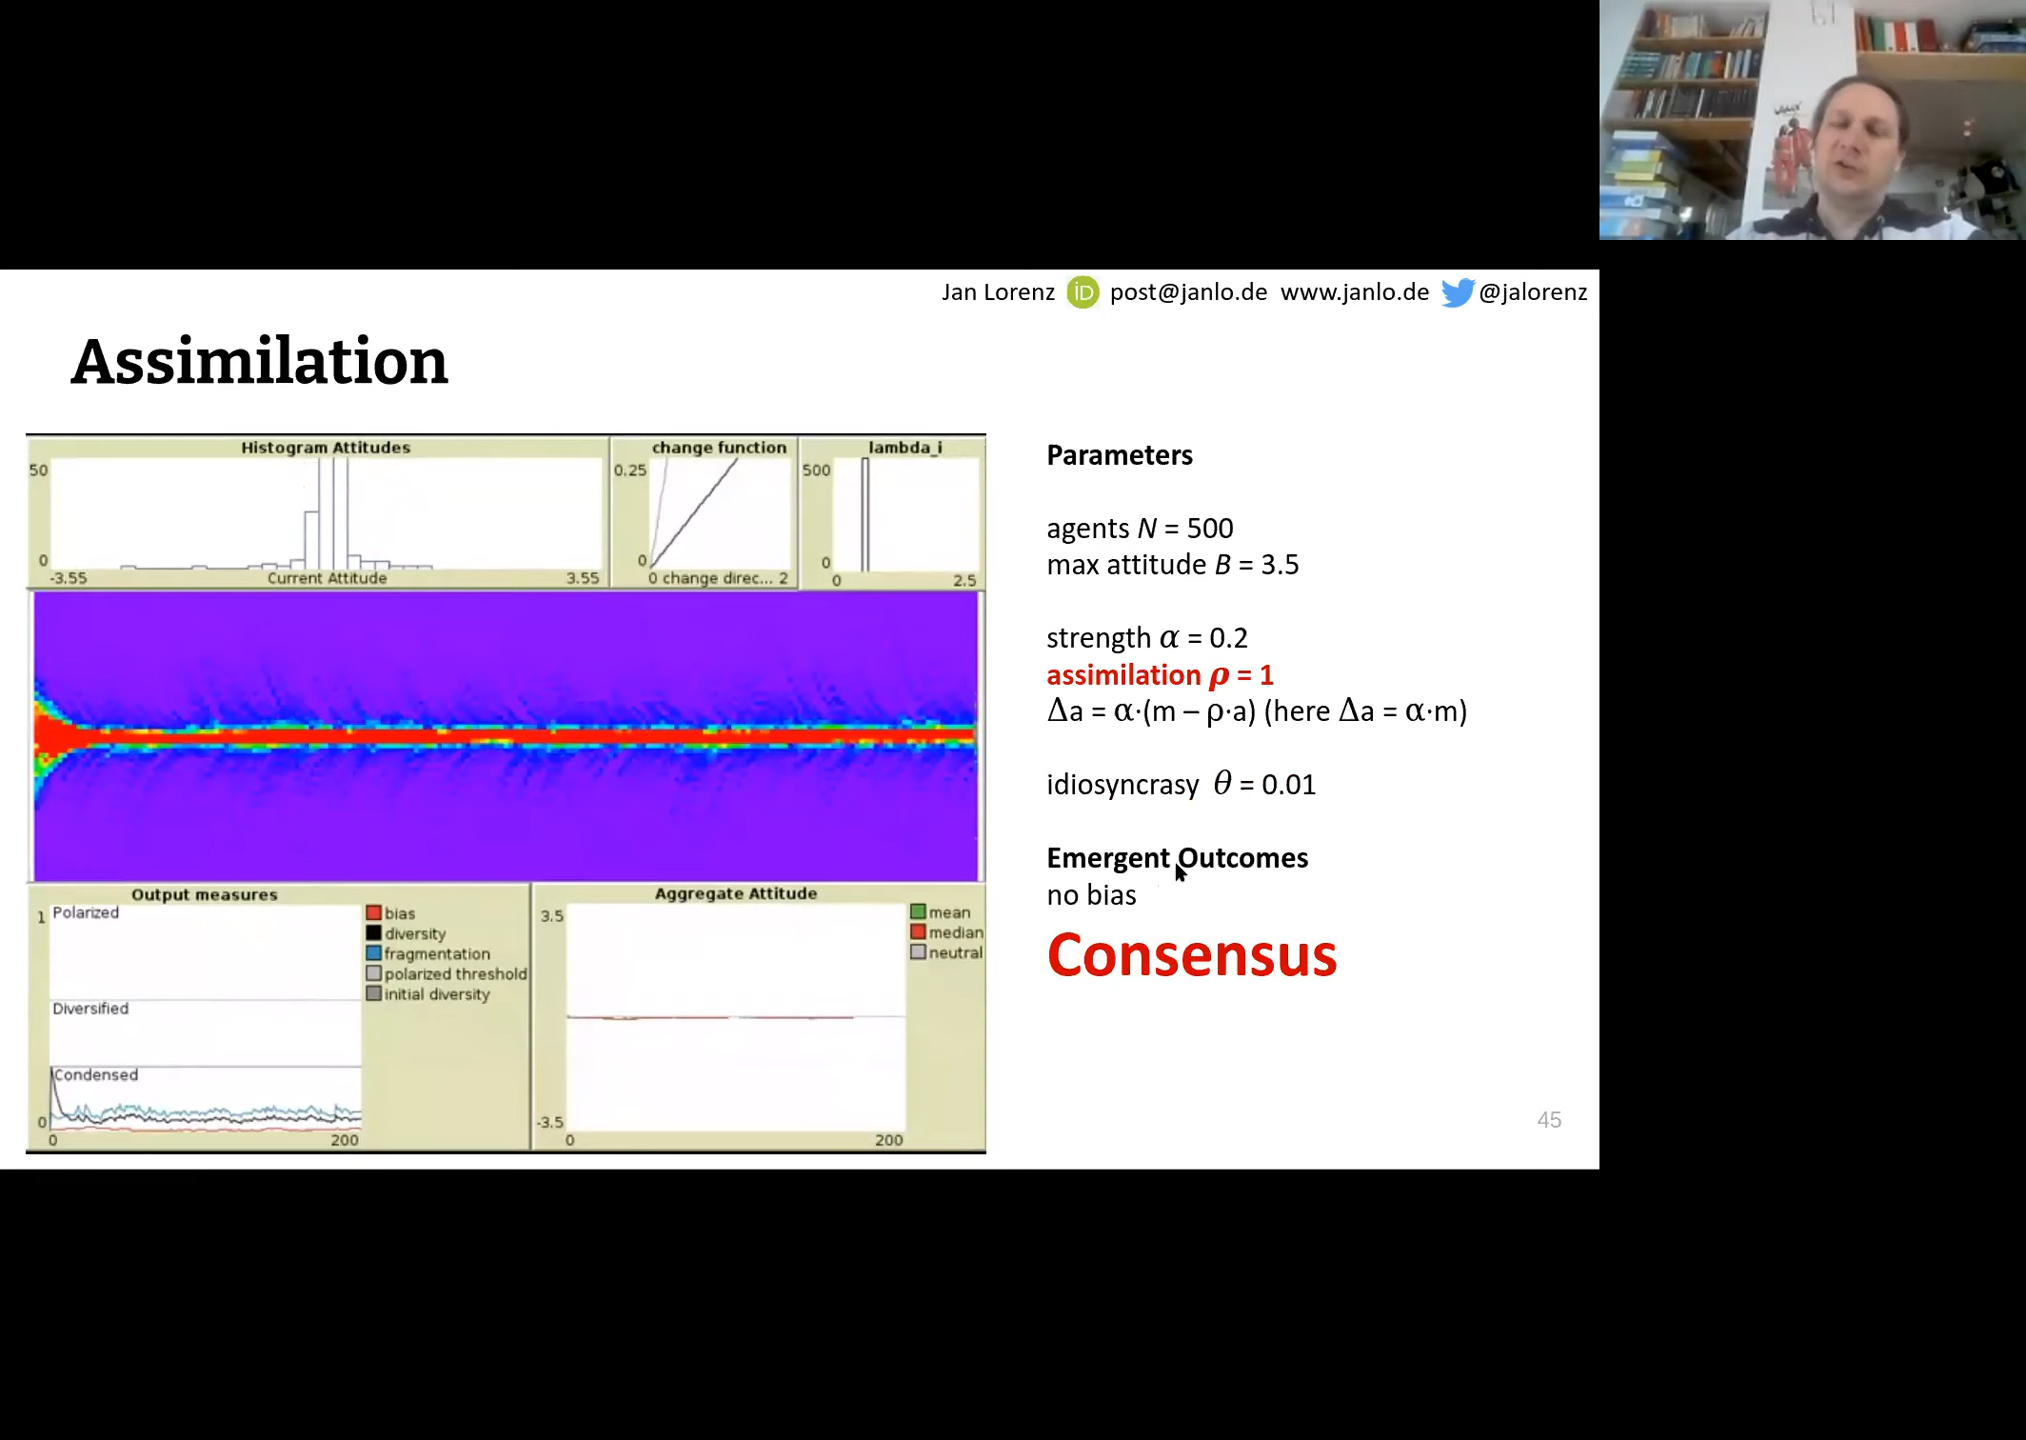 Jan Lorenz iD post@janlo.de www.janlo.de @jalorenz
Assimilation
Histogram Attitudes
50
0
-3.55 Current Attitude 3.55
change function
0.25
0
0 change direc... 2
lambda_i
500
0
0 2.5
Output measures
1
Polarized
Diversified
Condensed
0
0 200
bias
diversity
fragmentation
polarized threshold
initial diversity
Aggregate Attitude
3.5
-3.5
0 200
mean
median
neutral
Parameters
agents N = 500
max attitude B = 3.5
strength α = 0.2
assimilation ρ = 1
Δa = α·(m – ρ·a) (here Δa = α·m)
idiosyncrasy θ = 0.01
Emergent Outcomes
no bias
Consensus
45